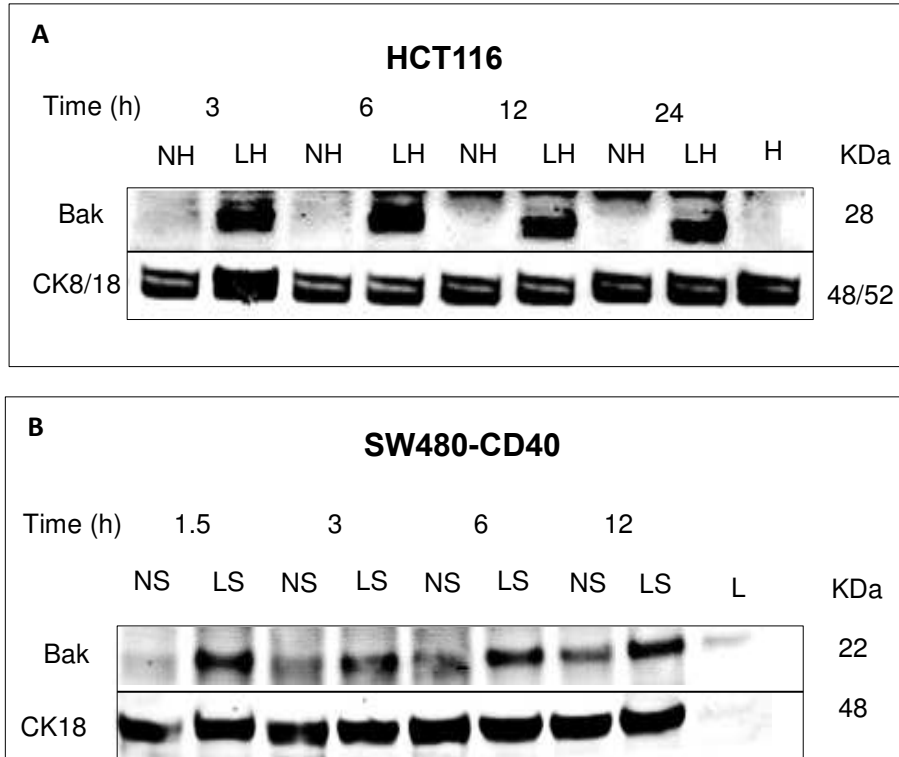 A
HCT116
Time (h) 3 6 12 24
NH LH NH LH NH LH NH LH H KDa
Bak 28
CK8/18 48/52
B
SW480-CD40
Time (h) 1.5 3 6 12
NS LS NS LS NS LS NS LS L KDa
Bak 22
CK18 48